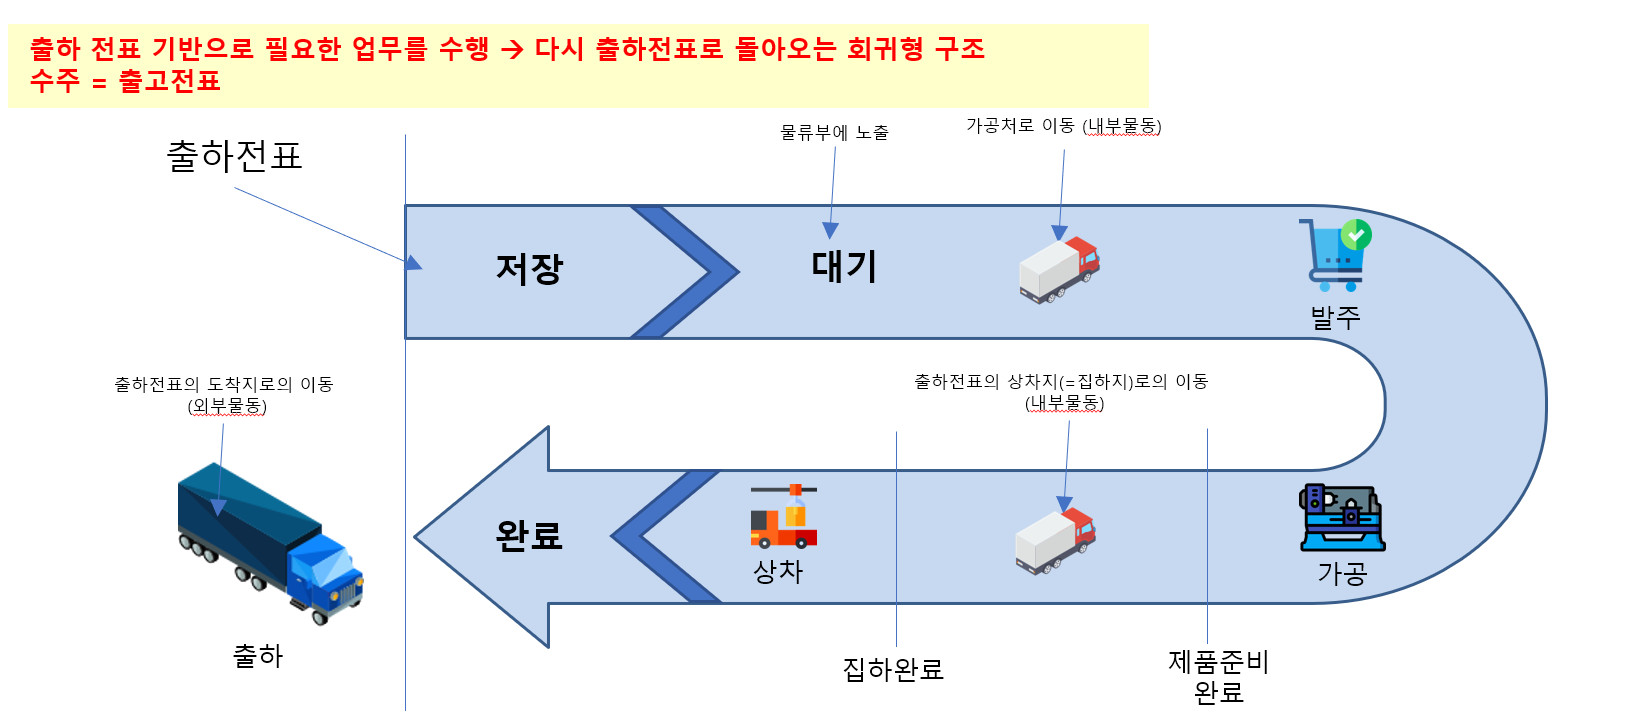 출하 전표 기반으로 필요한 업무를 수행 → 다시 출하전표로 돌아오는 회귀형 구조
수주 = 출고전표
출하전표
물류부에 노출
가공처로 이동 (내부물동)
저장
대기
발주
출하전표의 도착지로의 이동
(외부물동)
출하전표의 상차지(=집하지)로의 이동
(내부물동)
완료
상차
가공
출하
집하완료
제품준비
완료